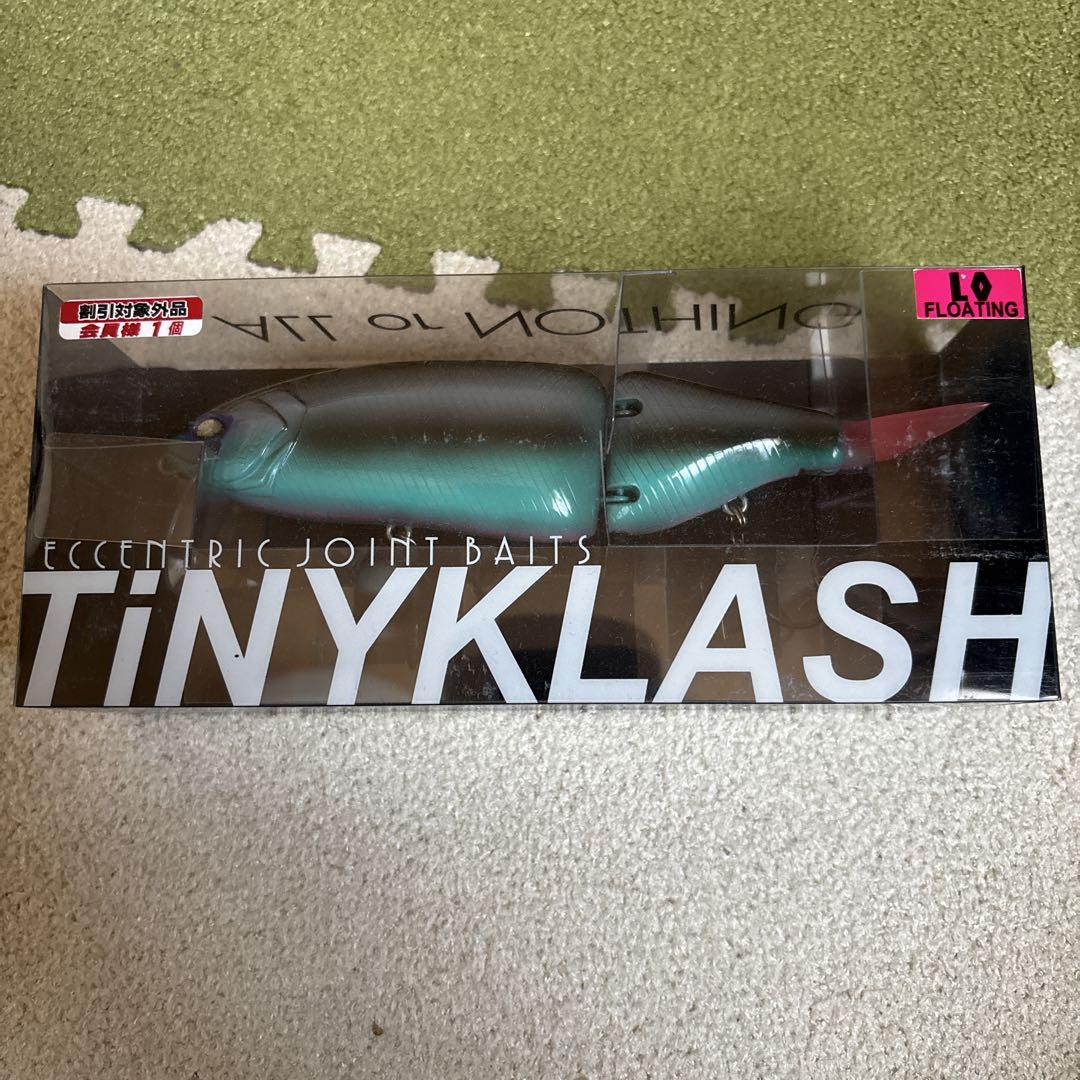 割引対象外品
会員様 1個
ALL or NOTHING
LO
FLOATING
ECCENTRIC JOINT BAITS
TiNYKLASH